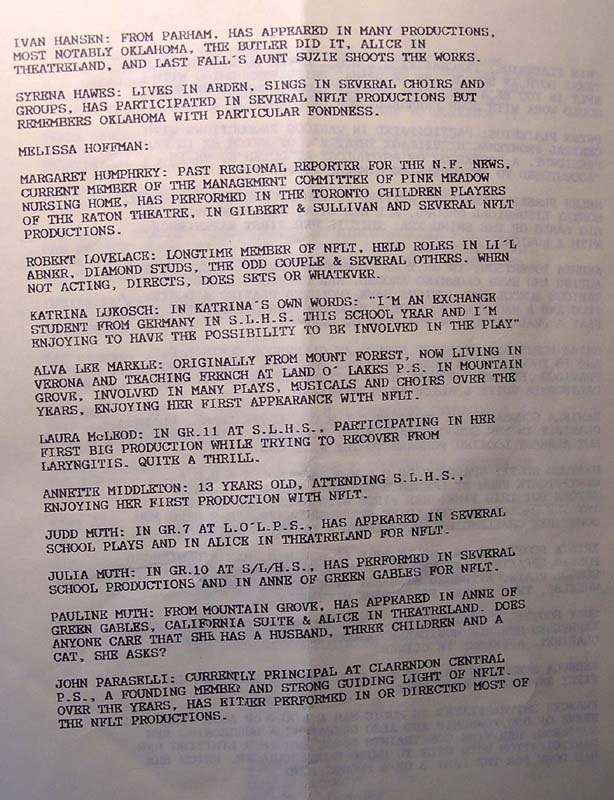 IVAN HANSEN: FROM PARHAM, HAS APPEARED IN MANY PRODUCTIONS,
MOST NOTABLY OKLAHOMA, THE BUTLER DID IT, ALICE IN
THEATRELAND, AND LAST FALL´S AUNT SUZIE SHOOTS THE WORKS.
SYRENA HAWES: LIVES IN ARDEN, SINGS IN SEVERAL CHOIRS AND
GROUPS, HAS PARTICIPATED IN SEVERAL NFLT PRODUCTIONS BUT
REMEMBERS OKLAHOMA WITH PARTICULAR FONDNESS.
MELISSA HOFFMAN:
MARGARET HUMPHREY: PAST REGIONAL REPORTER FOR THE N.F. NEWS,
CURRENT MEMBER OF THE MANAGEMENT COMMITTEE OF PINE MEADOW
NURSING HOME, HAS PERFORMED IN THE TORONTO CHILDREN PLAYERS
OF THE EATON THEATRE, IN GILBERT & SULLIVAN AND SEVERAL NFLT
PRODUCTIONS.
ROBERT LOVELACE: LONGTIME MEMBER OF NFLT, HELD ROLES IN LI´L
ABNER, DIAMOND STUDS, THE ODD COUPLE & SEVERAL OTHERS. WHEN
NOT ACTING, DIRECTS, DOES SETS OR WHATEVER.
KATRINA LUKOSCH: IN KATRINA´S OWN WORDS: "I´M AN EXCHANGE
STUDENT FROM GERMANY IN S.L.H.S. THIS SCHOOL YEAR AND I´M
ENJOYING TO HAVE THE POSSIBILITY TO BE INVOLVED IN THE PLAY"
ALVA LEE MARKLE: ORIGINALLY FROM MOUNT FOREST, NOW LIVING IN
VERONA AND TEACHING FRENCH AT LAND O´ LAKES P.S. IN MOUNTAIN
GROVE, INVOLVED IN MANY PLAYS, MUSICALS AND CHOIRS OVER THE
YEARS, ENJOYING HER FIRST APPEARANCE WITH NFLT.
LAURA McLEOD: IN GR.11 AT S.L.H.S., PARTICIPATING IN HER
FIRST BIG PRODUCTION WHILE TRYING TO RECOVER FROM
LARYNGITIS. QUITE A THRILL.
ANNETTE MIDDLETON: 13 YEARS OLD, ATTENDING S.L.H.S.,
ENJOYING HER FIRST PRODUCTION WITH NFLT.
JUDD MUTH: IN GR.7 AT L.O´L.P.S., HAS APPEARED IN SEVERAL
SCHOOL PLAYS AND IN ALICE IN THEATRELAND FOR NFLT.
JULIA MUTH: IN GR.10 AT S/L/H.S., HAS PERFORMED IN SEVERAL
SCHOOL PRODUCTIONS AND IN ANNE OF GREEN GABLES FOR NFLT.
PAULINE MUTH: FROM MOUNTAIN GROVE, HAS APPEARED IN ANNE OF
GREEN GABLES, CALIFORNIA SUITE & ALICE IN THEATRELAND. DOES
ANYONE CARE THAT SHE HAS A HUSBAND, THREE CHILDREN AND A
CAT, SHE ASKS?
JOHN PARASELLI: CURRENTLY PRINCIPAL AT CLARENDON CENTRAL
P.S., A FOUNDING MEMBER AND STRONG GUIDING LIGHT OF NFLT.
OVER THE YEARS, HAS EITHER PERFORMED IN OR DIRECTED MOST OF
THE NFLT PRODUCTIONS.